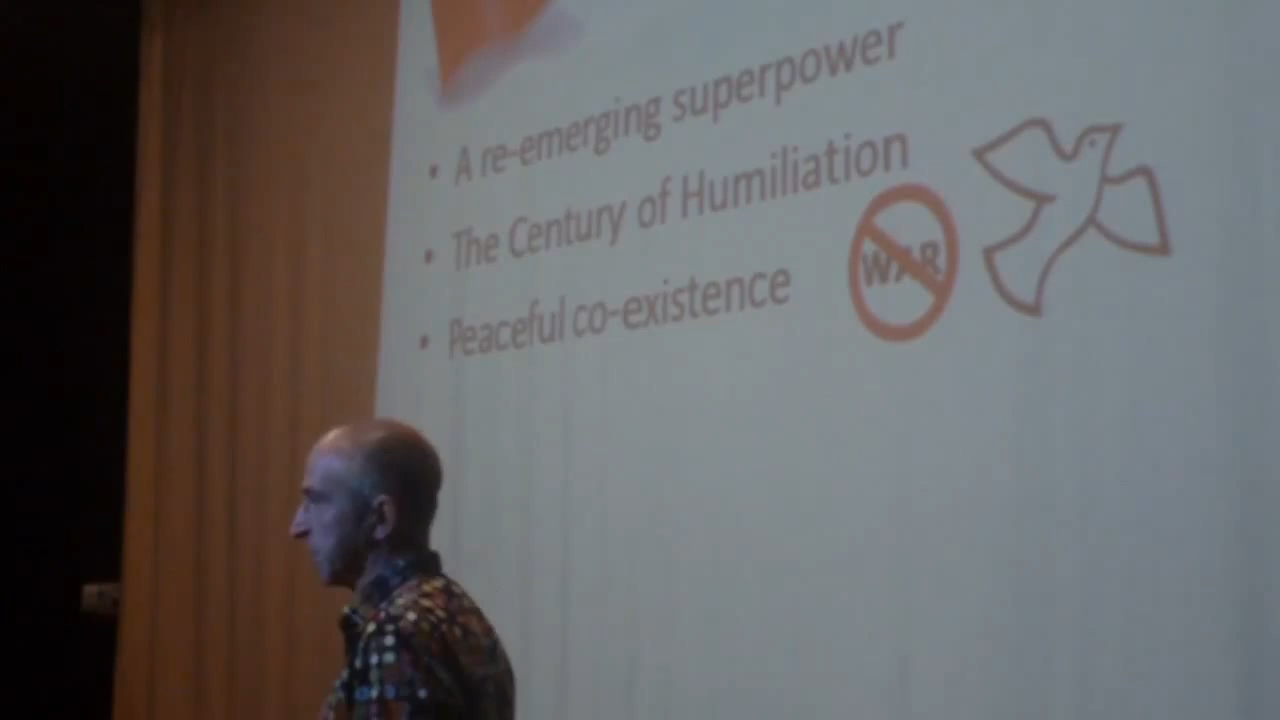 A re-emerging superpower
The Century of Humiliation
Peaceful co-existence
WAR